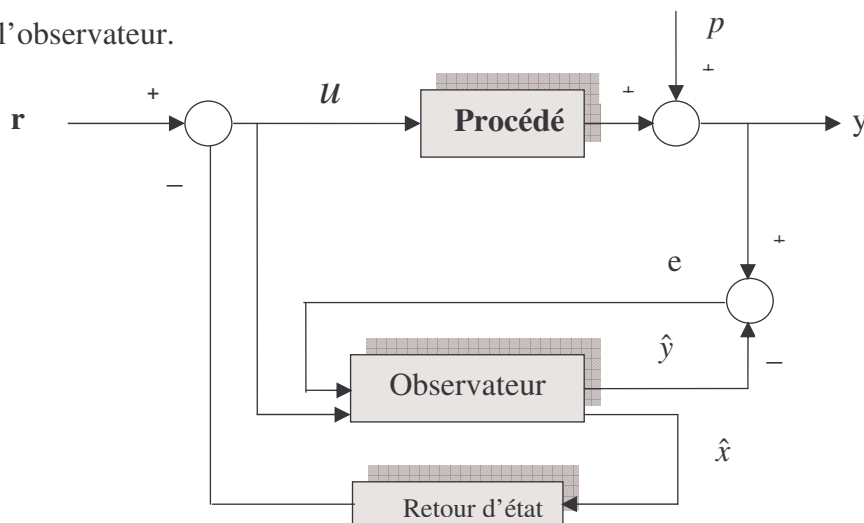 l’observateur.
p
+
+
u
+
r
Procédé
y
–
+
e
ŷ
–
Observateur
x̂
Retour d’état